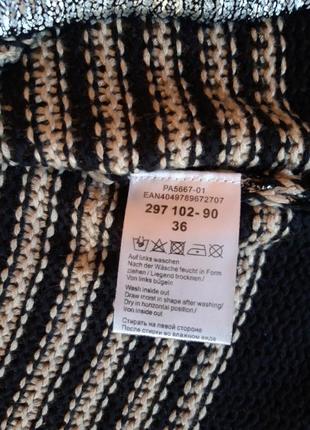 PA5667-01
EAN4049789672707
297 102-90
36
Auf links waschen
Nach der Wäsche feucht in Form
ziehen / Liegend trocknen/
Von links bügeln
Wash inside out
Draw moist in shape after washing/
Dry in horizontal position/
Iron inside out
Стирать на левой стороне
После стирки во влажном виде